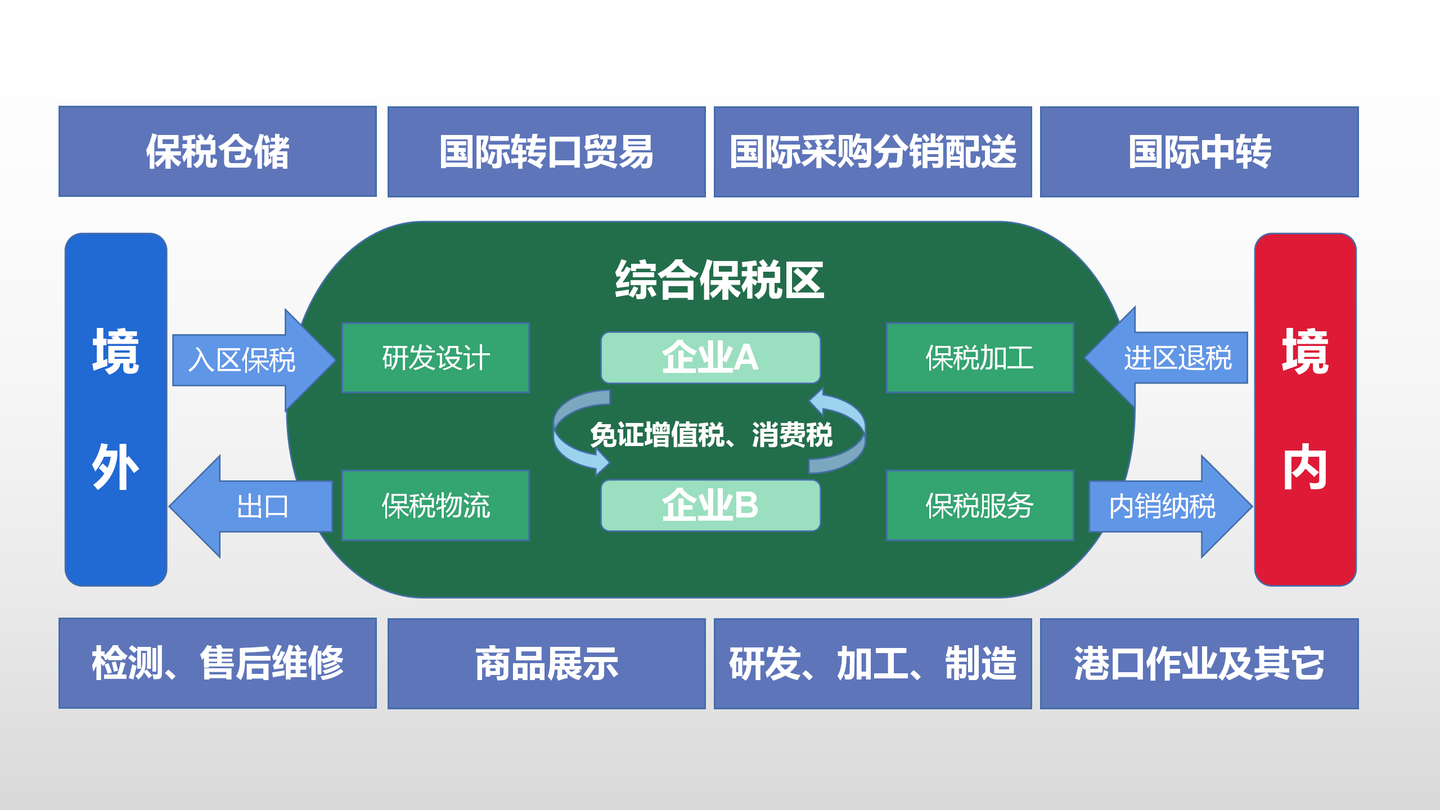 保税仓储
国际转口贸易
国际采购分销配送
国际中转
综合保税区
境
外
入区保税
出口
研发设计
保税物流
企业A
免证增值税、消费税
企业B
保税加工
保税服务
进区退税
内销纳税
境
内
检测、售后维修
商品展示
研发、加工、制造
港口作业及其它